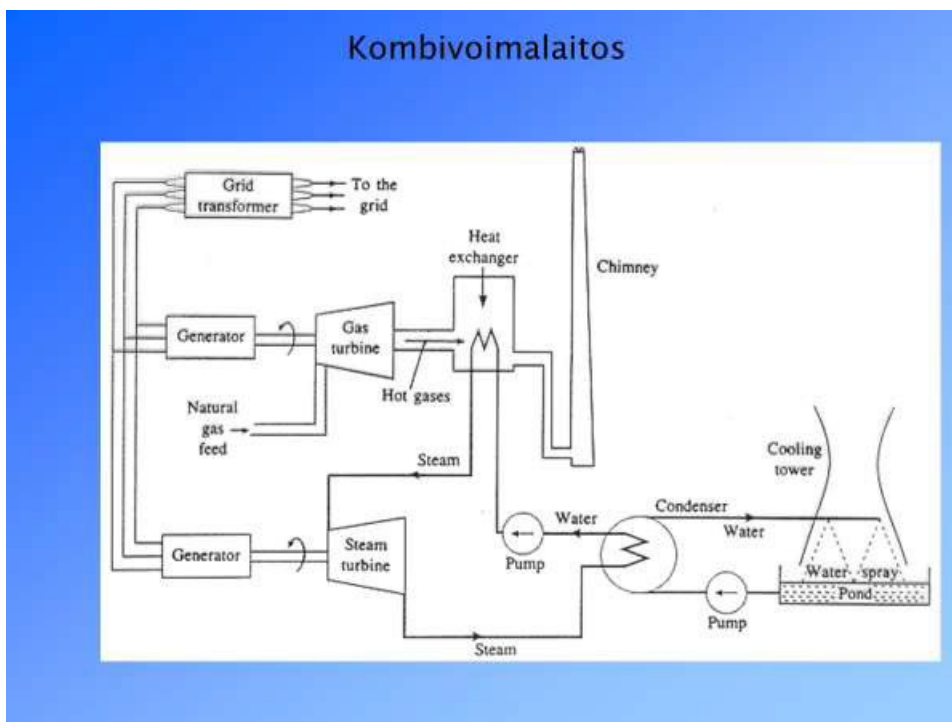 Kombivoimalaitos
Grid
transformer
To the
grid
Heat
exchanger
Chimney
Generator
Gas
turbine
Hot gases
Natural
gas
feed
Steam
Cooling
tower
Condenser
Water
Water
Generator
Steam
turbine
Pump
Water spray
Pond
Pump
Steam